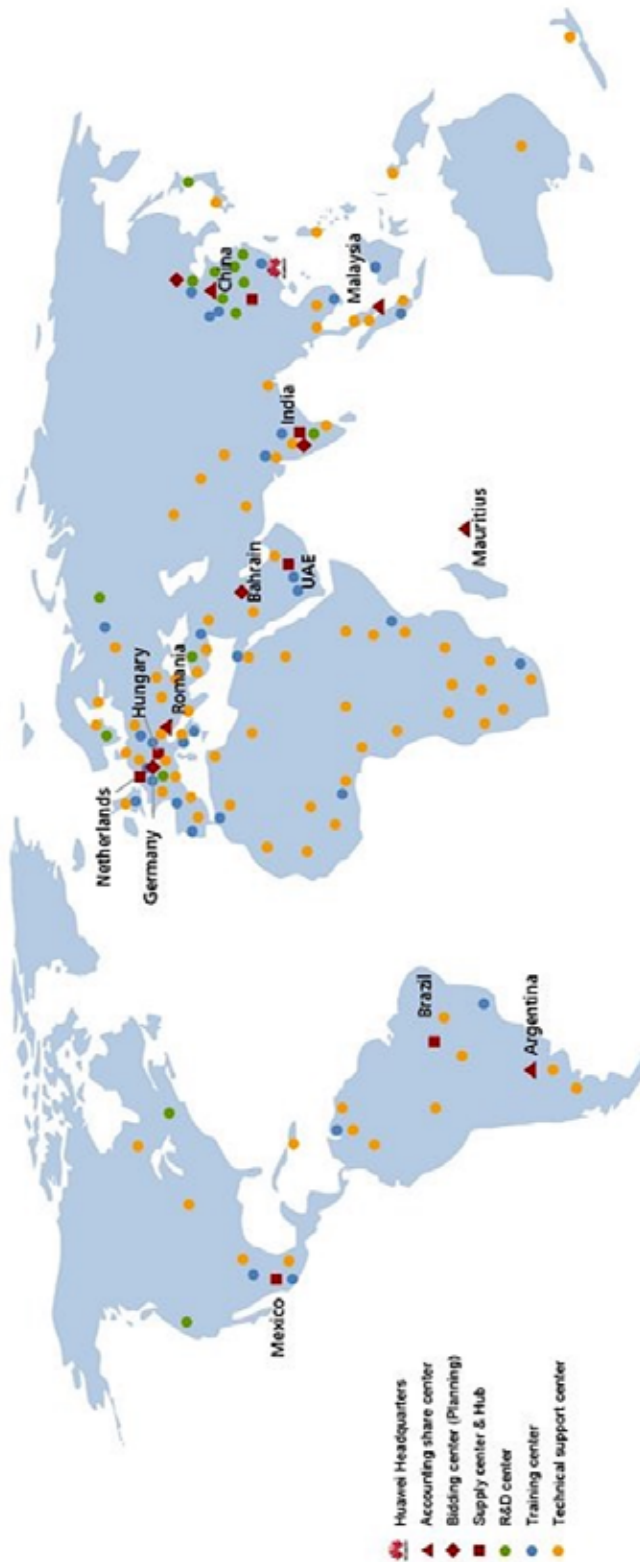 Netherlands
Hungary
Germany
Romania
Bahrain
UAE
India
China
Malaysia
Mauritius
Mexico
Brazil
Argentina
Huawei Headquarters
Accounting share center
Bidding center (Planning)
Supply center & Hub
R&D center
Training center
Technical support center